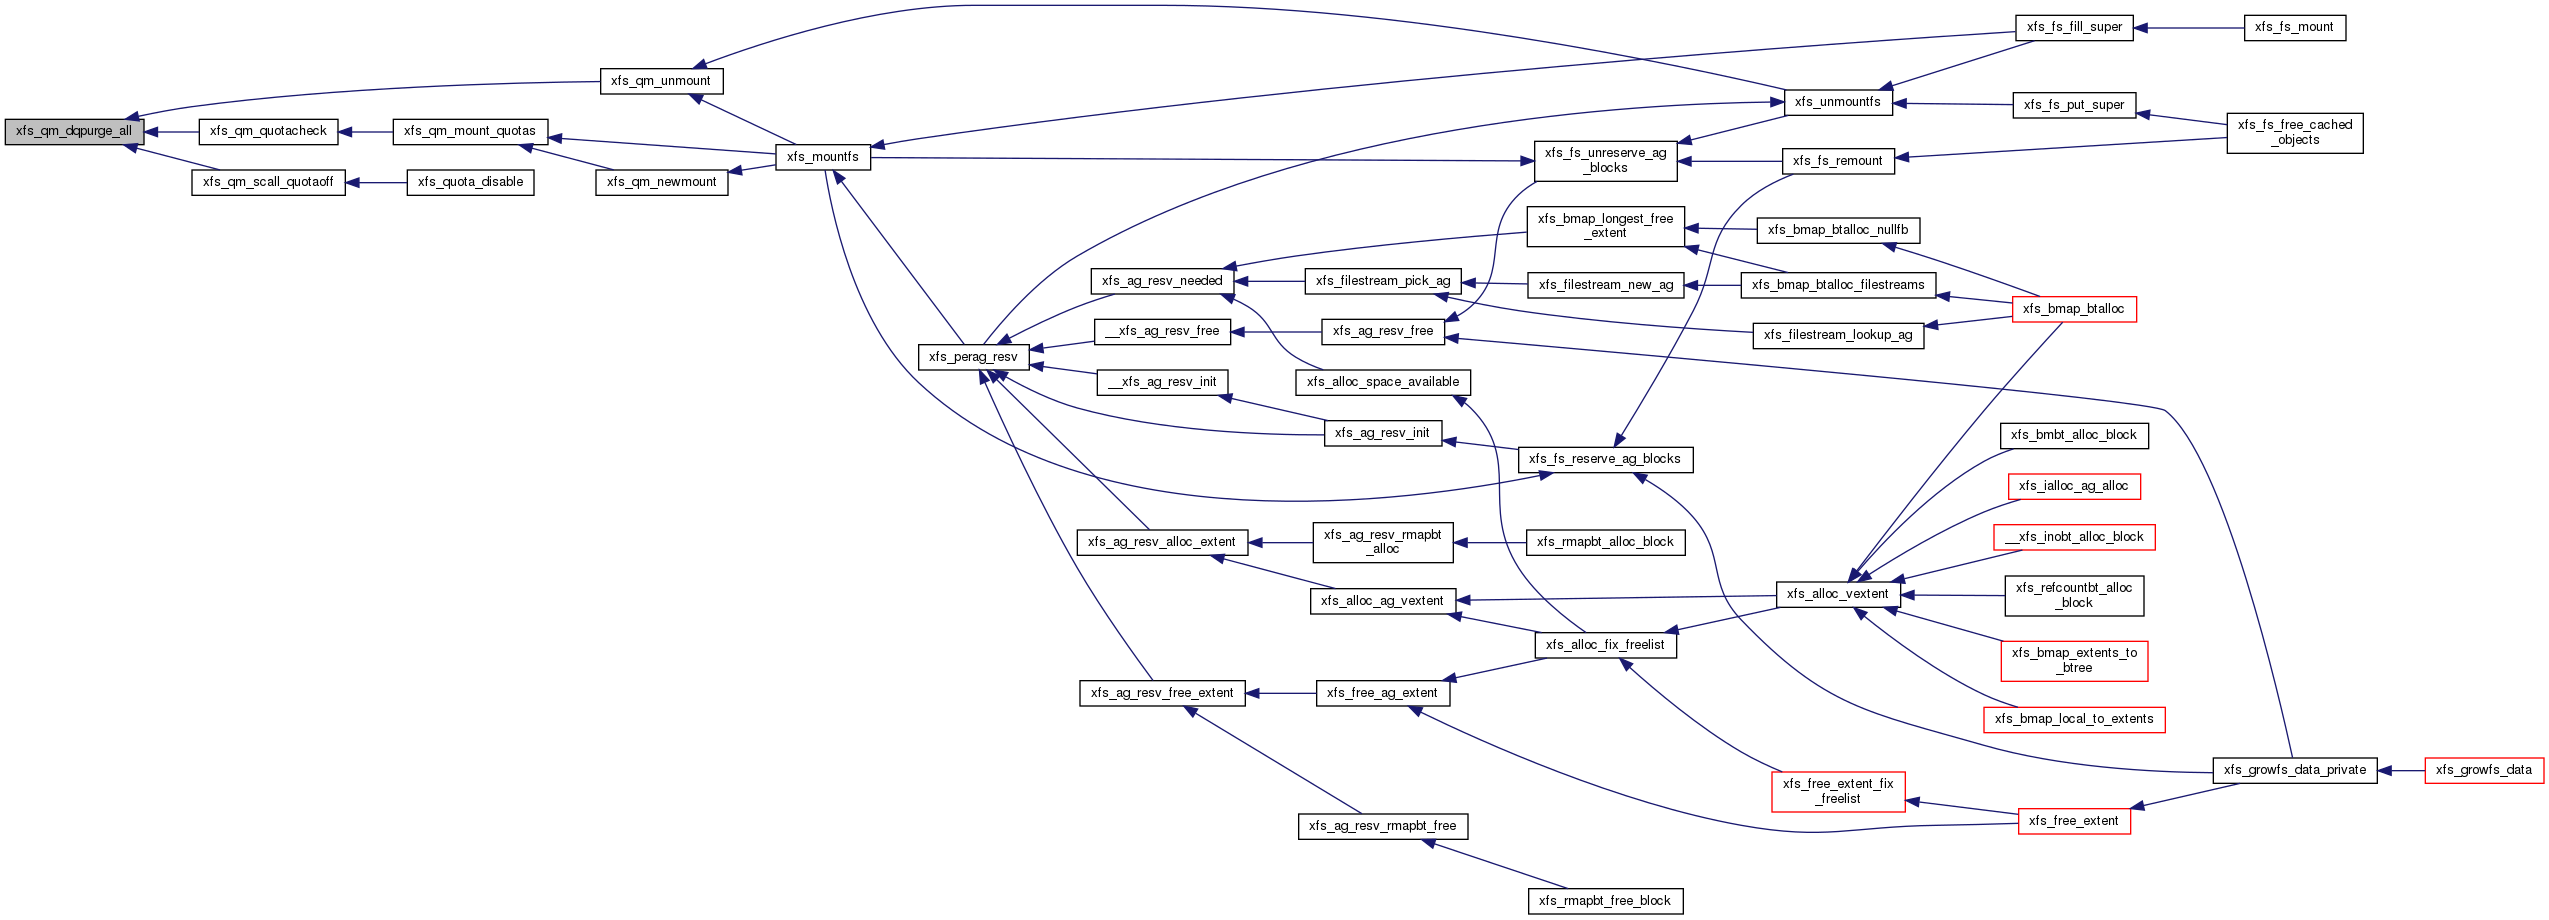 xfs_qm_dqpurge_all
xfs_qm_unmount
xfs_qm_quotacheck
xfs_qm_mount_quotas
xfs_qm_scall_quotaoff
xfs_quota_disable
xfs_qm_newmount
xfs_mountfs
xfs_perag_resv
xfs_ag_resv_needed
__xfs_ag_resv_free
__xfs_ag_resv_init
xfs_ag_resv_alloc_extent
xfs_ag_resv_free_extent
xfs_filestream_pick_ag
xfs_ag_resv_free
xfs_alloc_space_available
xfs_ag_resv_init
xfs_ag_resv_rmapbt
_alloc
xfs_alloc_ag_vextent
xfs_free_ag_extent
xfs_ag_resv_rmapbt_free
xfs_fs_unreserve_ag
_blocks
xfs_bmap_longest_free
_extent
xfs_filestream_new_ag
xfs_fs_reserve_ag_blocks
xfs_rmapbt_alloc_block
xfs_alloc_fix_freelist
xfs_rmapbt_free_block
xfs_unmountfs
xfs_fs_remount
xfs_bmap_btalloc_nullfb
xfs_bmap_btalloc_filestreams
xfs_filestream_lookup_ag
xfs_alloc_vextent
xfs_free_extent_fix
_freelist
xfs_fs_fill_super
xfs_fs_put_super
xfs_bmap_btalloc
xfs_bmbt_alloc_block
xfs_ialloc_ag_alloc
__xfs_inobt_alloc_block
xfs_refcountbt_alloc
_block
xfs_bmap_extents_to
_btree
xfs_bmap_local_to_extents
xfs_free_extent
xfs_fs_mount
xfs_fs_free_cached
_objects
xfs_growfs_data_private
xfs_growfs_data